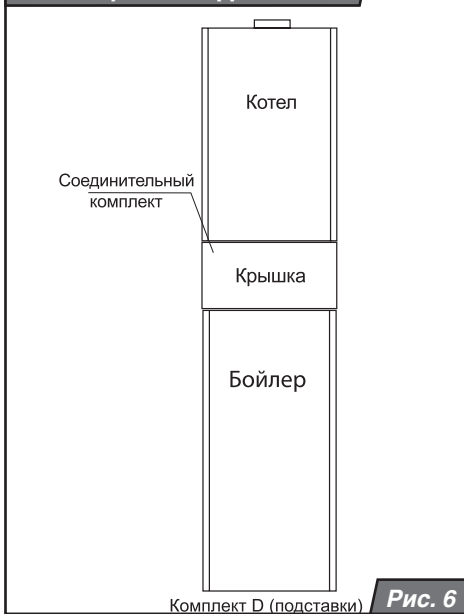 Котел
Соединительный
комплект
Крышка
Бойлер
Комплект D (подставки)
Рис. 6